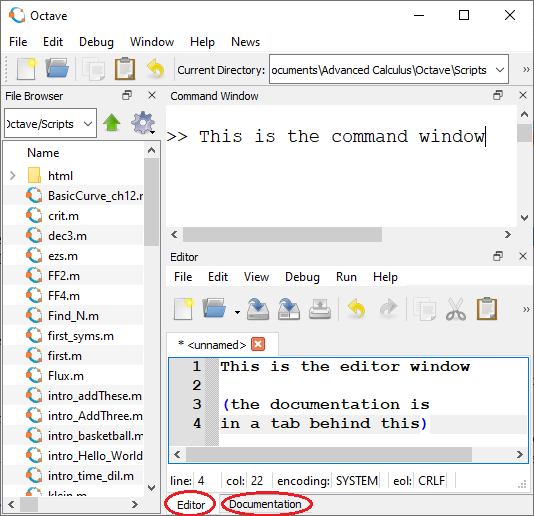 Octave
File Edit Debug Window Help News
Current Directory: ocuments\Advanced Calculus\Octave\Scripts
File Browser
Octave/Scripts
Name
html
BasicCurve_ch12.r
crit.m
dec3.m
ezs.m
FF2.m
FF4.m
Find_N.m
first_syms.m
first.m
Flux.m
intro_addThese.m
intro_AddThree.m
intro_basketball.m
intro_Hello_World
intro_time_dil.m
klein.m
Command Window
>> This is the command window
Editor
File Edit View Debug Run Help
* <unnamed>
1 This is the editor window
2
3 (the documentation is
4 in a tab behind this)
line: 4 col: 22 encoding: SYSTEM eol: CRLF
Editor Documentation